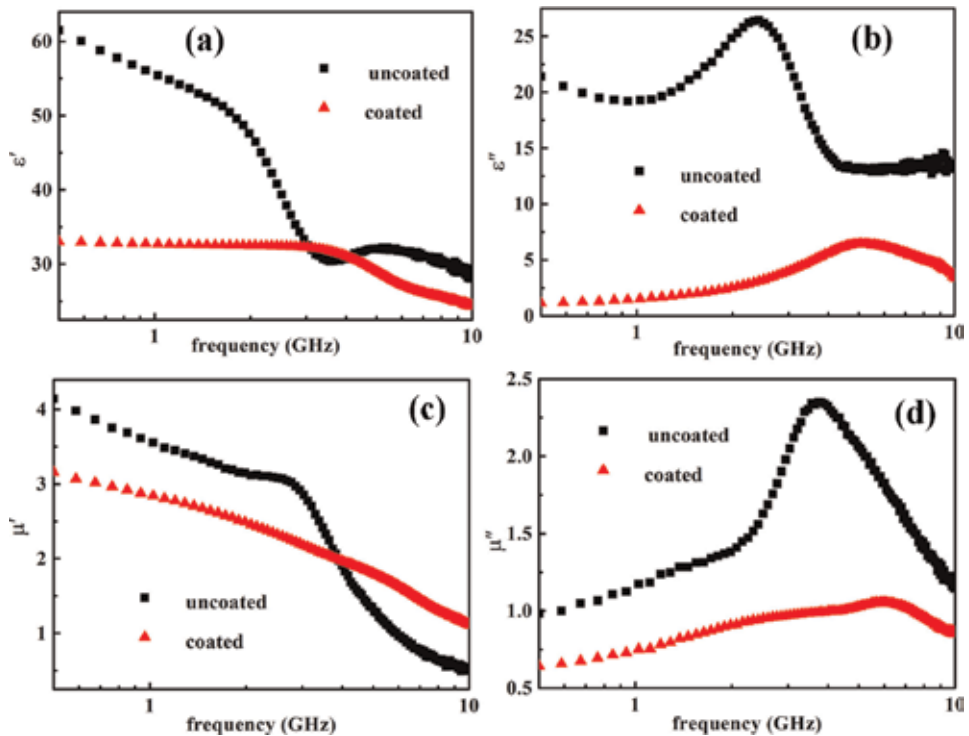 (a)
60
50
40
30
ε′
uncoated
coated
1
10
frequency (GHz)
(b)
25
20
15
10
5
0
ε″
uncoated
coated
1
10
frequency (GHz)
(c)
4
3
2
1
μ′
uncoated
coated
1
10
frequency (GHz)
(d)
2.5
2.0
1.5
1.0
0.5
μ″
uncoated
coated
1
10
frequency (GHz)